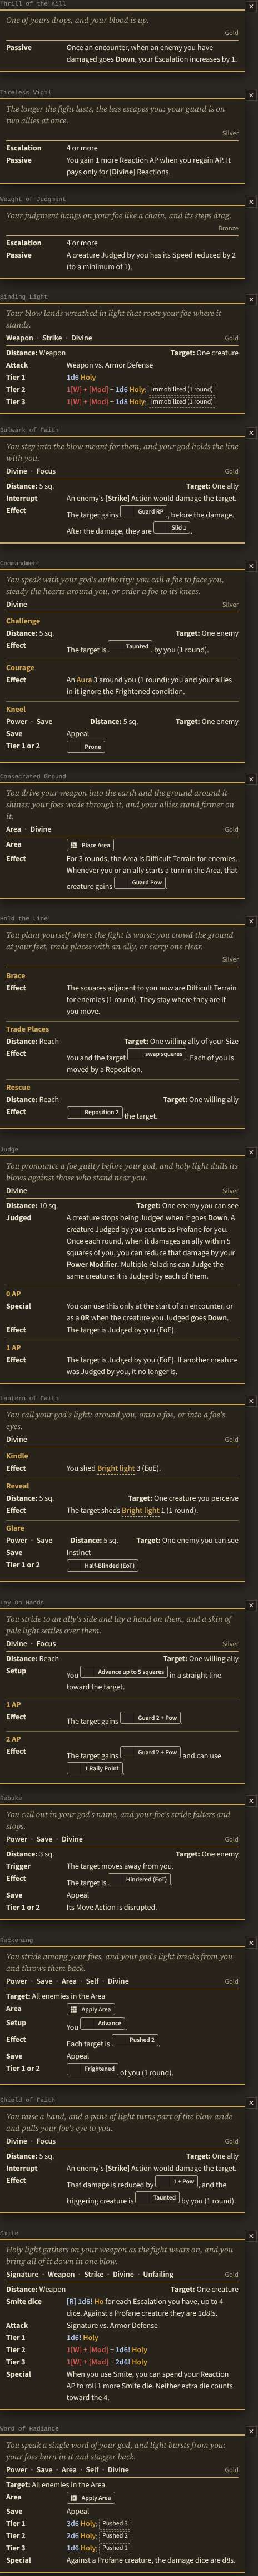 Thrill of the Kill
One of yours drops, and your blood is up.
Gold
Passive Once an encounter, when an enemy you have
damaged goes Down, your Escalation increases by 1.
Tireless Vigil
The longer the fight lasts, the less escapes you: your guard is on
two allies at once.
Silver
Escalation 4 or more
Passive You gain 1 more Reaction AP when you regain AP. It
pays only for [Divine] Reactions.
Weight of Judgment
Your judgment hangs on your foe like a chain, and its steps drag.
Bronze
Escalation 4 or more
Passive A creature Judged by you has its Speed reduced by 2
(to a minimum of 1).
Binding Light
Your blow lands wreathed in light that roots your foe where it
stands.
Weapon · Strike · Divine Gold
Distance: Weapon Target: One creature
Attack Weapon vs. Armor Defense
Tier 1 1d6 Holy
Tier 2 1[W] + [Mod] + 1d6 Holy; Immobilized (1 round)
Tier 3 1[W] + [Mod] + 1d8 Holy; Immobilized (1 round)
Bulwark of Faith
You step into the blow meant for them, and your god holds the line
with you.
Divine · Focus Gold
Distance: 5 sq. Target: One ally
Interrupt An enemy's [Strike] Action would damage the target.
Effect The target gains Guard RP, before the damage.
After the damage, they are Slid 1.
Commandment
You speak with your god's authority: you call a foe to face you,
steady the hearts around you, or order a foe to its knees.
Divine Silver
Challenge
Distance: 5 sq. Target: One enemy
Effect The target is Taunted by you (1 round).
Courage
Effect An Aura 3 around you (1 round): you and your allies
in it ignore the Frightened condition.
Kneel
Power · Save Distance: 5 sq. Target: One enemy
Save Appeal
Tier 1 or 2 Prone
Consecrated Ground
You drive your weapon into the earth and the ground around it
shines: your foes wade through it, and your allies stand firmer on
it.
Area · Divine Gold
Area Place Area
Effect For 3 rounds, the Area is Difficult Terrain for enemies.
Whenever you or an ally starts a turn in the Area, that
creature gains Guard Pow.
Hold the Line
You plant yourself where the fight is worst: you crowd the ground
at your feet, trade places with an ally, or carry one clear.
Silver
Brace
Effect The squares adjacent to you now are Difficult Terrain
for enemies (1 round). They stay where they are if
you move.
Trade Places
Distance: Reach Target: One willing ally of your Size
Effect You and the target swap squares. Each of you is
moved by a Reposition.
Rescue
Distance: Reach Target: One willing ally
Effect Reposition 2 the target.
Judge
You pronounce a foe guilty before your god, and holy light dulls its
blows against those who stand near you.
Divine Silver
Distance: 10 sq. Target: One enemy you can see
Judged A creature stops being Judged when it goes Down. A
creature Judged by you counts as Profane for you.
Once each round, when it damages an ally within 5
squares of you, you can reduce that damage by your
Power Modifier. Multiple Paladins can Judge the
same creature: it is Judged by each of them.
0 AP
Special You can use this only at the start of an encounter, or
as a 0R when the creature you Judged goes Down.
Effect The target is Judged by you (EoE).
1 AP
Effect The target is Judged by you (EoE). If another creature
was Judged by you, it no longer is.
Lantern of Faith
You call your god's light: around you, onto a foe, or into a foe's
eyes.
Divine Gold
Kindle
Effect You shed Bright light 3 (EoE).
Reveal
Distance: 5 sq. Target: One creature you perceive
Effect The target sheds Bright light 1 (1 round).
Glare
Power · Save Distance: 5 sq. Target: One enemy you can see
Save Instinct
Tier 1 or 2 Half-Blinded (EoT)
Lay On Hands
You stride to an ally's side and lay a hand on them, and a skin of
pale light settles over them.
Divine · Focus Silver
Distance: Reach Target: One willing ally
Setup You Advance up to 5 squares in a straight line
toward the target.
1 AP
Effect The target gains Guard 2 + Pow.
2 AP
Effect The target gains Guard 2 + Pow and can use
1 Rally Point.
Rebuke
You call out in your god's name, and your foe's stride falters and
stops.
Power · Save · Divine Gold
Distance: 3 sq. Target: One enemy
Trigger The target moves away from you.
Effect The target is Hindered (EoT).
Save Appeal
Tier 1 or 2 Its Move Action is disrupted.
Reckoning
You stride among your foes, and your god's light breaks from you
and throws them back.
Power · Save · Area · Self · Divine Gold
Target: All enemies in the Area
Area Apply Area
Setup You Advance.
Effect Each target is Pushed 2.
Save Appeal
Tier 1 or 2 Frightened of you (1 round).
Shield of Faith
You raise a hand, and a pane of light turns part of the blow aside
and pulls your foe's eye to you.
Divine · Focus Gold
Distance: 5 sq. Target: One ally
Interrupt An enemy's [Strike] Action would damage the target.
Effect That damage is reduced by 1 + Pow, and the
triggering creature is Taunted by you (1 round).
Smite
Holy light gathers on your weapon as the fight wears on, and you
bring all of it down in one blow.
Signature · Weapon · Strike · Divine · Unfailing Gold
Distance: Weapon Target: One creature
Smite dice [R] 1d6! Ho for each Escalation you have, up to 4
dice. Against a Profane creature they are 1d8!s.
Attack Signature vs. Armor Defense
Tier 1 1d6! Holy
Tier 2 1[W] + [Mod] + 1d6! Holy
Tier 3 1[W] + [Mod] + 2d6! Holy
Special When you use Smite, you can spend your Reaction
AP to roll 1 more Smite die. Neither extra die counts
toward the 4.
Word of Radiance
You speak a single word of your god, and light bursts from you:
your foes burn in it and stagger back.
Power · Save · Area · Self · Divine Gold
Target: All enemies in the Area
Area Apply Area
Save Appeal
Tier 1 3d6 Holy; Pushed 3
Tier 2 2d6 Holy; Pushed 2
Tier 3 1d6 Holy; Pushed 1
Special Against a Profane creature, the damage dice are d8s.